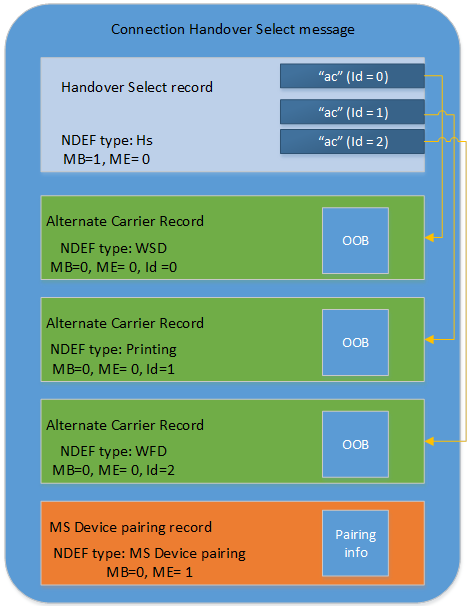 Connection Handover Select message
"ac" (Id = 0)
Handover Select record
"ac" (Id = 1)
NDEF type: Hs
"ac" (Id = 2)
MB=1, ME= 0
Alternate Carrier Record
NDEF type: WSD
OOB
MB=0, ME= 0, Id =0
Alternate Carrier Record
NDEF type: Printing
OOB
MB=0, ME= 0, Id=1
Alternate Carrier Record
NDEF type: WFD
OOB
MB=0, ME= 0, Id=2
MS Device pairing record
NDEF type: MS Device pairing
MB=0, ME= 1
Pairing
info